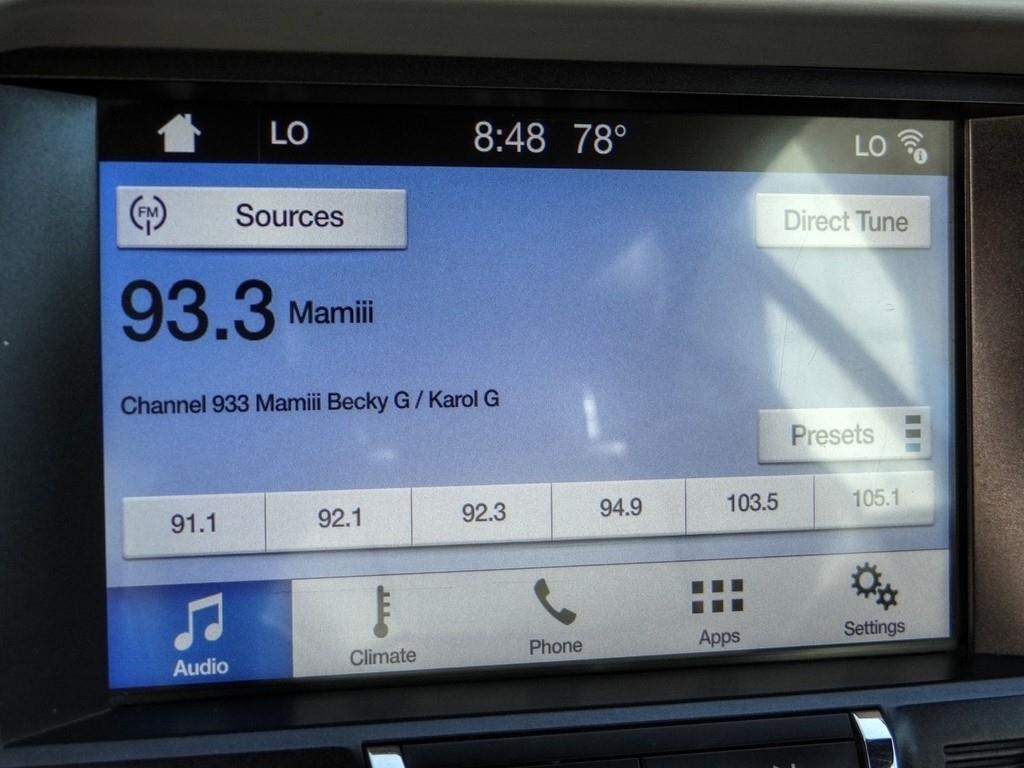 LO 8:48 78° LO
FM Sources Direct Tune
93.3 Mamiii
Channel 933 Mamiii Becky G / Karol G
Presets
91.1 92.1 92.3 94.9 103.5 105.1
Audio Climate Phone Apps Settings